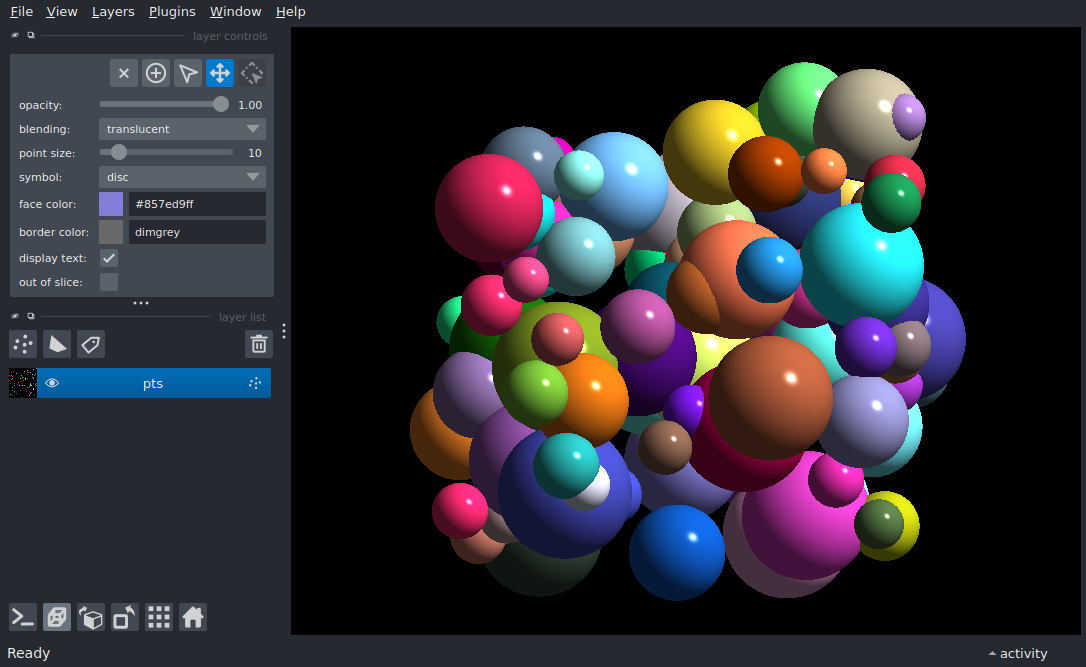 File View Layers Plugins Window Help
layer controls
opacity: 1.00
blending: translucent
point size: 10
symbol: disc
face color: #857ed9ff
border color: dimgrey
display text:
out of slice:
layer list
pts
Ready activity